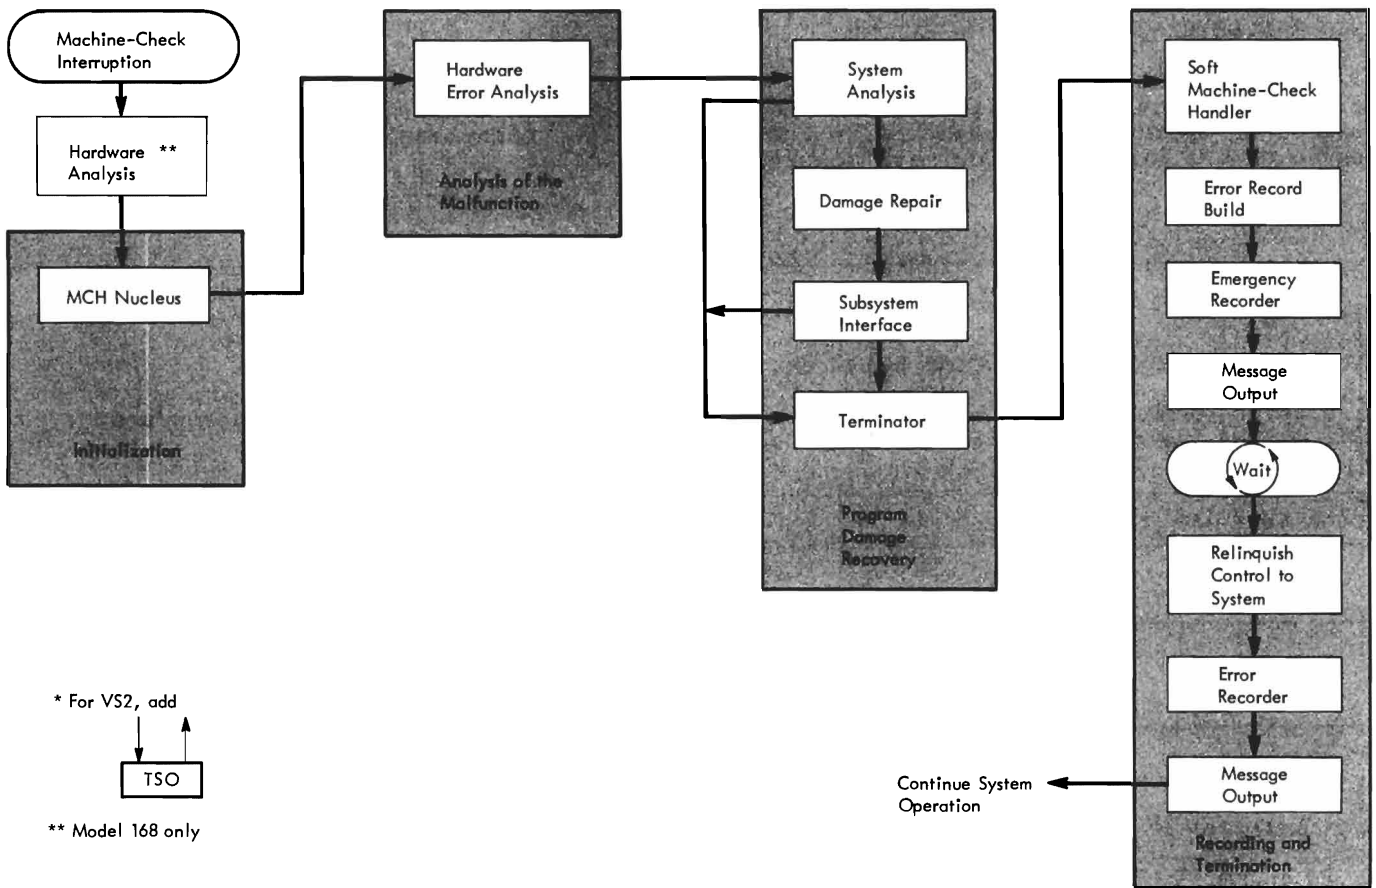 Machine-Check
Interruption
Hardware **
Analysis
MCH Nucleus
Initialization
Hardware
Error Analysis
Analysis of the
Malfunction
System
Analysis
Damage Repair
Subsystem
Interface
Terminator
Program
Damage
Recovery
Soft
Machine-Check
Handler
Error Record
Build
Emergency
Recorder
Message
Output
Wait
Relinquish
Control to
System
Error
Recorder
Message
Output
Recording and
Termination
Continue System
Operation
* For VS2, add
TSO
** Model 168 only